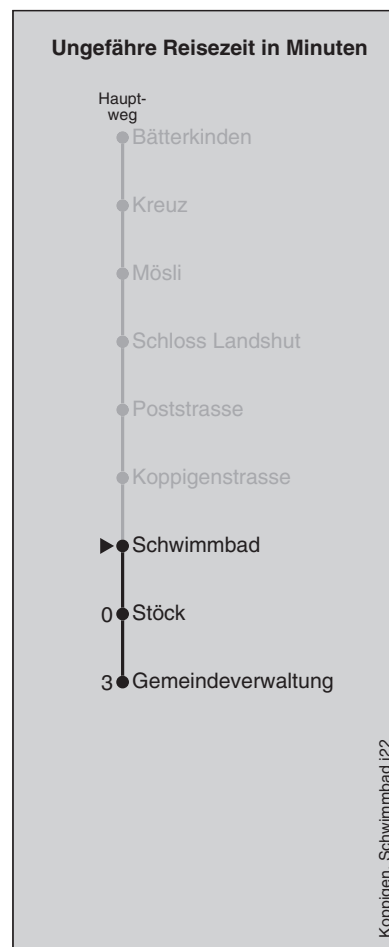 Ungefähre Reisezeit in Minuten
Haupt-
weg
Bätterkinden
Kreuz
Mösli
Schloss Landshut
Poststrasse
Koppigenstrasse
Schwimmbad
0 Stöck
3 Gemeindeverwaltung
Koppigen, Schwimmbad j22